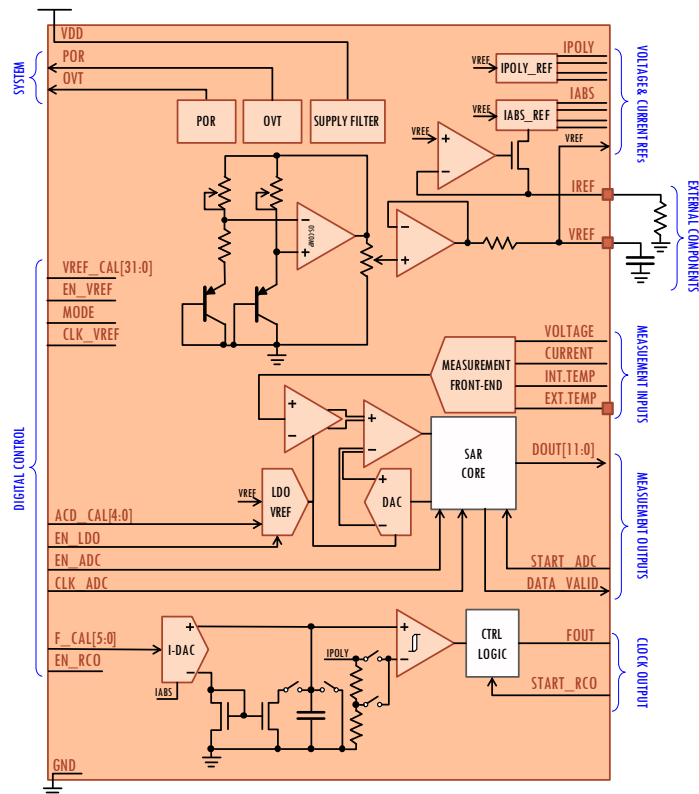 VDD
POR
OVT
SYSTEM
POR
OVT
SUPPLY FILTER
IPOLY
VREF
IPOLY_REF
IABS
VREF
IABS_REF
VREF
VREF
VOLTAGE& CURRENT REFs
IREF
VREF
EXTERNAL COMPONENTS
VREF_CAL[31:0]
EN_VREF
MODE
CLK_VREF
DIGITAL CONTROL
VOLTAGE
CURRENT
INT.TEMP
EXT.TEMP
MEASUEMENT INPUTS
MEASUREMENT
FRONT-END
SAR
CORE
DOUT[11:0]
LDO
VREF
VREF
DAC
ACD_CAL[4:0]
EN_LDO
EN_ADC
CLK_ADC
START_ADC
DATA_VALID
MEASUEMENT OUTPUTS
F_CAL[5:0]
EN_RCO
I-DAC
IABS
IPOLY
CTRL
LOGIC
FOUT
START_RCO
CLOCK OUTPUT
GND